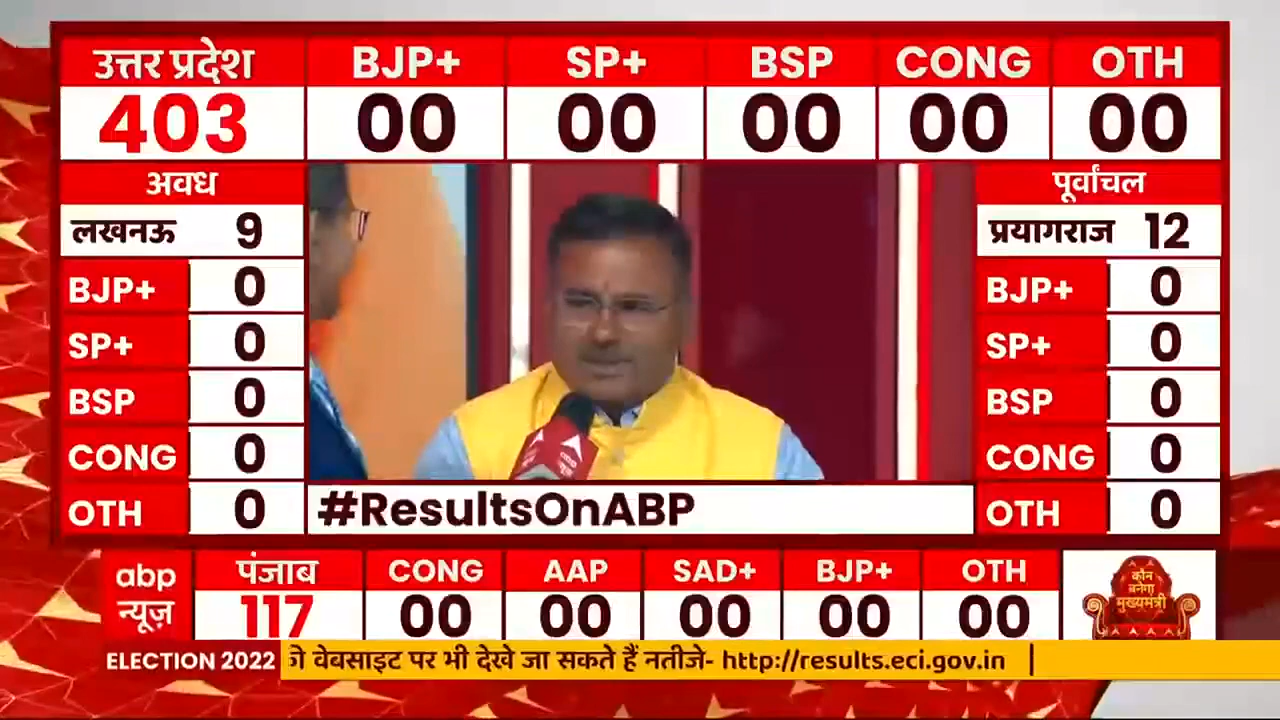 उत्तर प्रदेश BJP+ SP+ BSP CONG OTH
403 00 00 00 00 00
अवध
लखनऊ 9
BJP+ 0
SP+ 0
BSP 0
CONG 0
OTH 0
पूर्वांचल
प्रयागराज 12
BJP+ 0
SP+ 0
BSP 0
CONG 0
OTH 0
#ResultsOnABP
abp
न्यूज़
पंजाब CONG AAP SAD+ BJP+ OTH
117 00 00 00 00 00
कौन
बनेगा
मुख्यमंत्री
ELECTION 2022 वेबसाइट पर भी देखे जा सकते हैं नतीजे- http://results.eci.gov.in